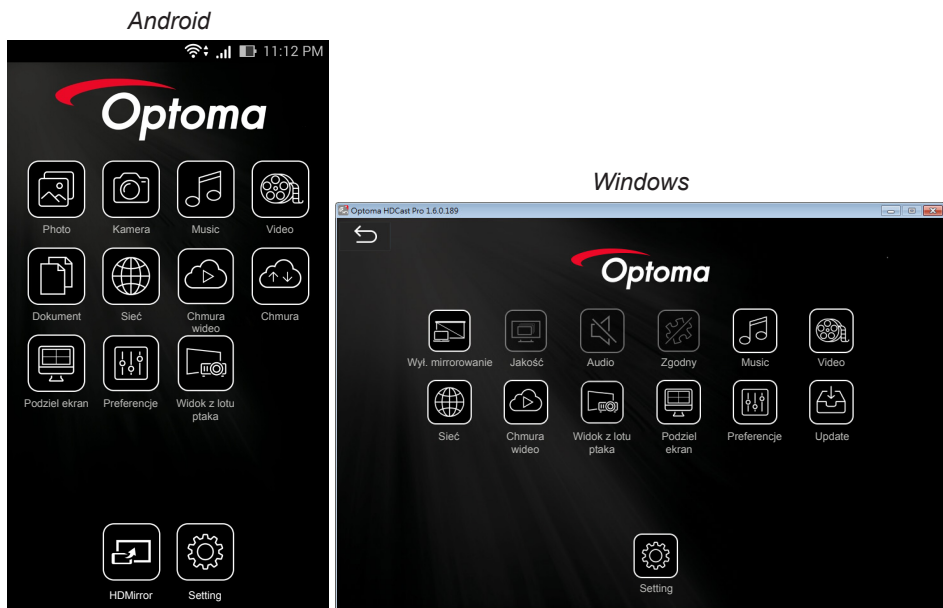 Android
11:12 PM
Optoma
Photo
Kamera
Music
Video
Dokument
Sieć
Chmura
wideo
Chmura
Podziel ekran
Preferencje
Widok z lotu
ptaka
HDMirror
Setting
Windows
Optoma HDCast Pro 1.6.0.189
Optoma
Wył. mirrorowanie
Jakość
Audio
Zgodny
Music
Video
Sieć
Chmura
wideo
Widok z lotu
ptaka
Podziel
ekran
Preferencje
Update
Setting